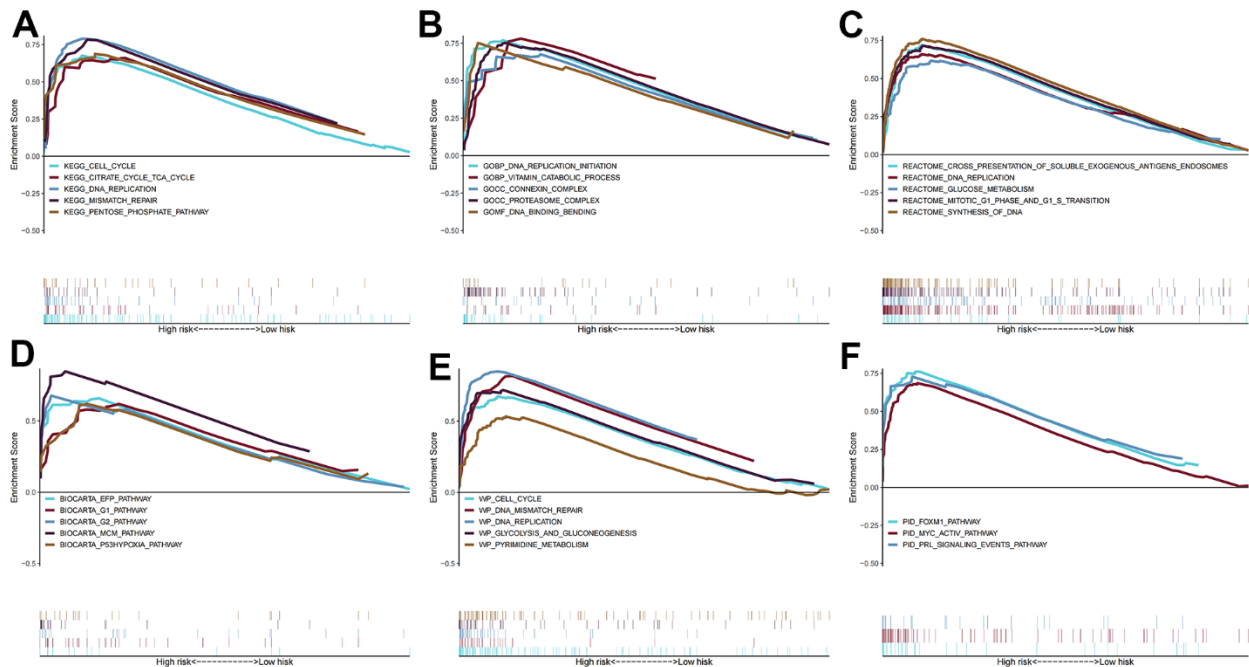 A
Enrichment Score
0.75
0.50
0.25
0.00
−0.25
−0.50
KEGG_CELL_CYCLE
KEGG_CITRATE_CYCLE_TCA_CYCLE
KEGG_DNA_REPLICATION
KEGG_MISMATCH_REPAIR
KEGG_PENTOSE_PHOSPHATE_PATHWAY
High risk<------------>Low hisk
B
Enrichment Score
0.75
0.50
0.25
0.00
−0.25
−0.50
GOBP_DNA_REPLICATION_INITIATION
GOBP_VITAMIN_CATABOLIC_PROCESS
GOCC_CONNEXIN_COMPLEX
GOCC_PROTEASOME_COMPLEX
GOMF_DNA_BINDING_BENDING
High risk<------------>Low hisk
C
Enrichment Score
0.75
0.50
0.25
0.00
−0.25
−0.50
REACTOME_CROSS_PRESENTATION_OF_SOLUBLE_EXOGENOUS_ANTIGENS_ENDOSOMES
REACTOME_DNA_REPLICATION
REACTOME_GLUCOSE_METABOLISM
REACTOME_MITOTIC_G1_PHASE_AND_G1_S_TRANSITION
REACTOME_SYNTHESIS_OF_DNA
High risk<------------>Low hisk
D
Enrichment Score
0.5
0.0
−0.5
BIOCARTA_EFP_PATHWAY
BIOCARTA_G1_PATHWAY
BIOCARTA_G2_PATHWAY
BIOCARTA_MCM_PATHWAY
BIOCARTA_P53HYPOXIA_PATHWAY
High risk<------------>Low hisk
E
Enrichment Score
0.5
0.0
−0.5
WP_CELL_CYCLE
WP_DNA_MISMATCH_REPAIR
WP_DNA_REPLICATION
WP_GLYCOLYSIS_AND_GLUCONEOGENESIS
WP_PYRIMIDINE_METABOLISM
High risk<------------>Low hisk
F
Enrichment Score
0.75
0.50
0.25
0.00
−0.25
−0.50
PID_FOXM1_PATHWAY
PID_MYC_ACTIV_PATHWAY
PID_PRL_SIGNALING_EVENTS_PATHWAY
High risk<------------>Low hisk